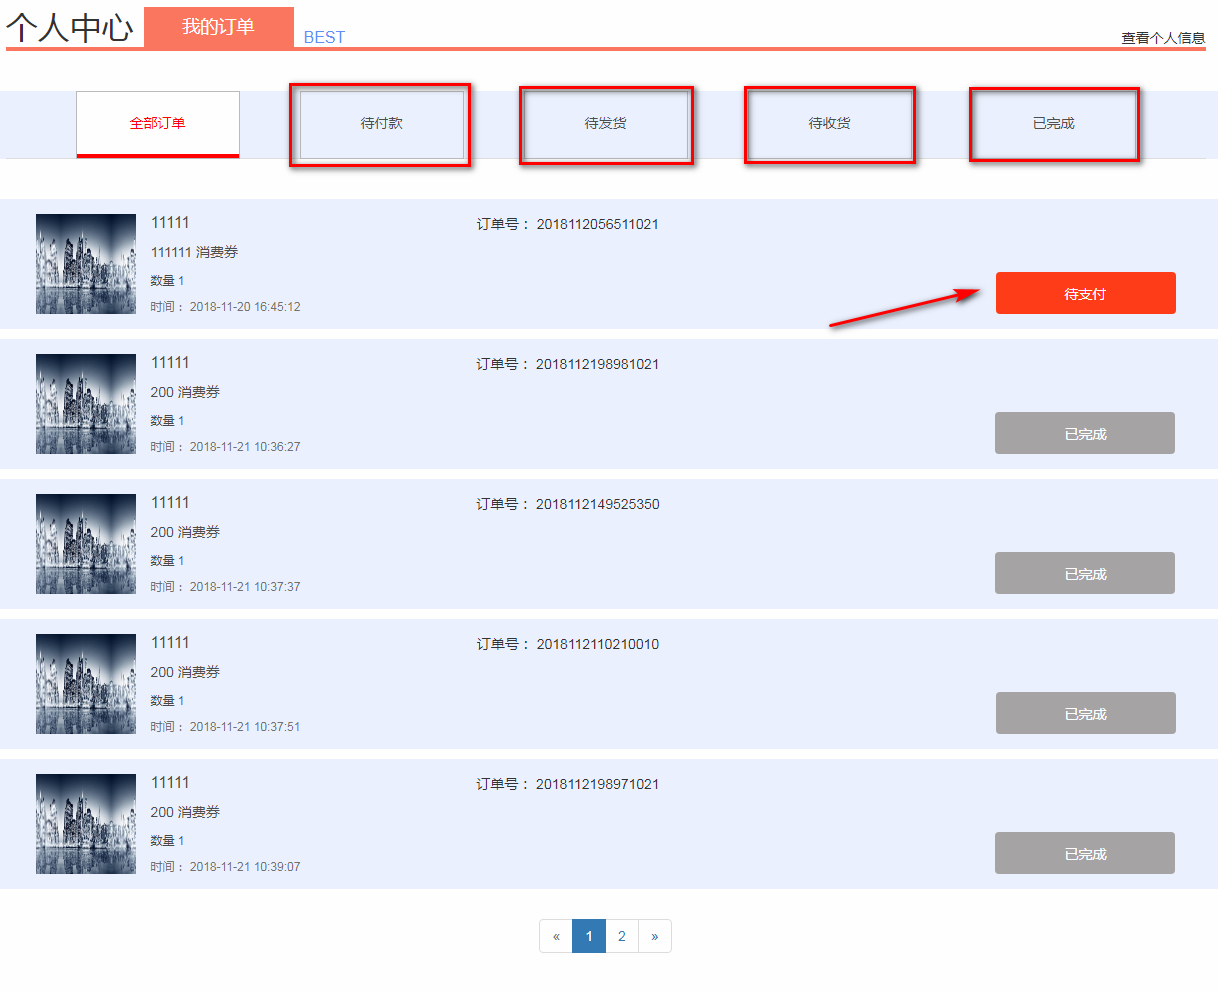 个人中心 我的订单 BEST 查看个人信息
全部订单 待付款 待发货 待收货 已完成
11111 订单号： 2018112056511021
111111 消费券
数量 1 待支付
时间： 2018-11-20 16:45:12
11111 订单号： 2018112198981021
200 消费券
数量 1 已完成
时间： 2018-11-21 10:36:27
11111 订单号： 2018112149525350
200 消费券
数量 1 已完成
时间： 2018-11-21 10:37:37
11111 订单号： 2018112110210010
200 消费券
数量 1 已完成
时间： 2018-11-21 10:37:51
11111 订单号： 2018112198971021
200 消费券
数量 1 已完成
时间： 2018-11-21 10:39:07
« 1 2 »